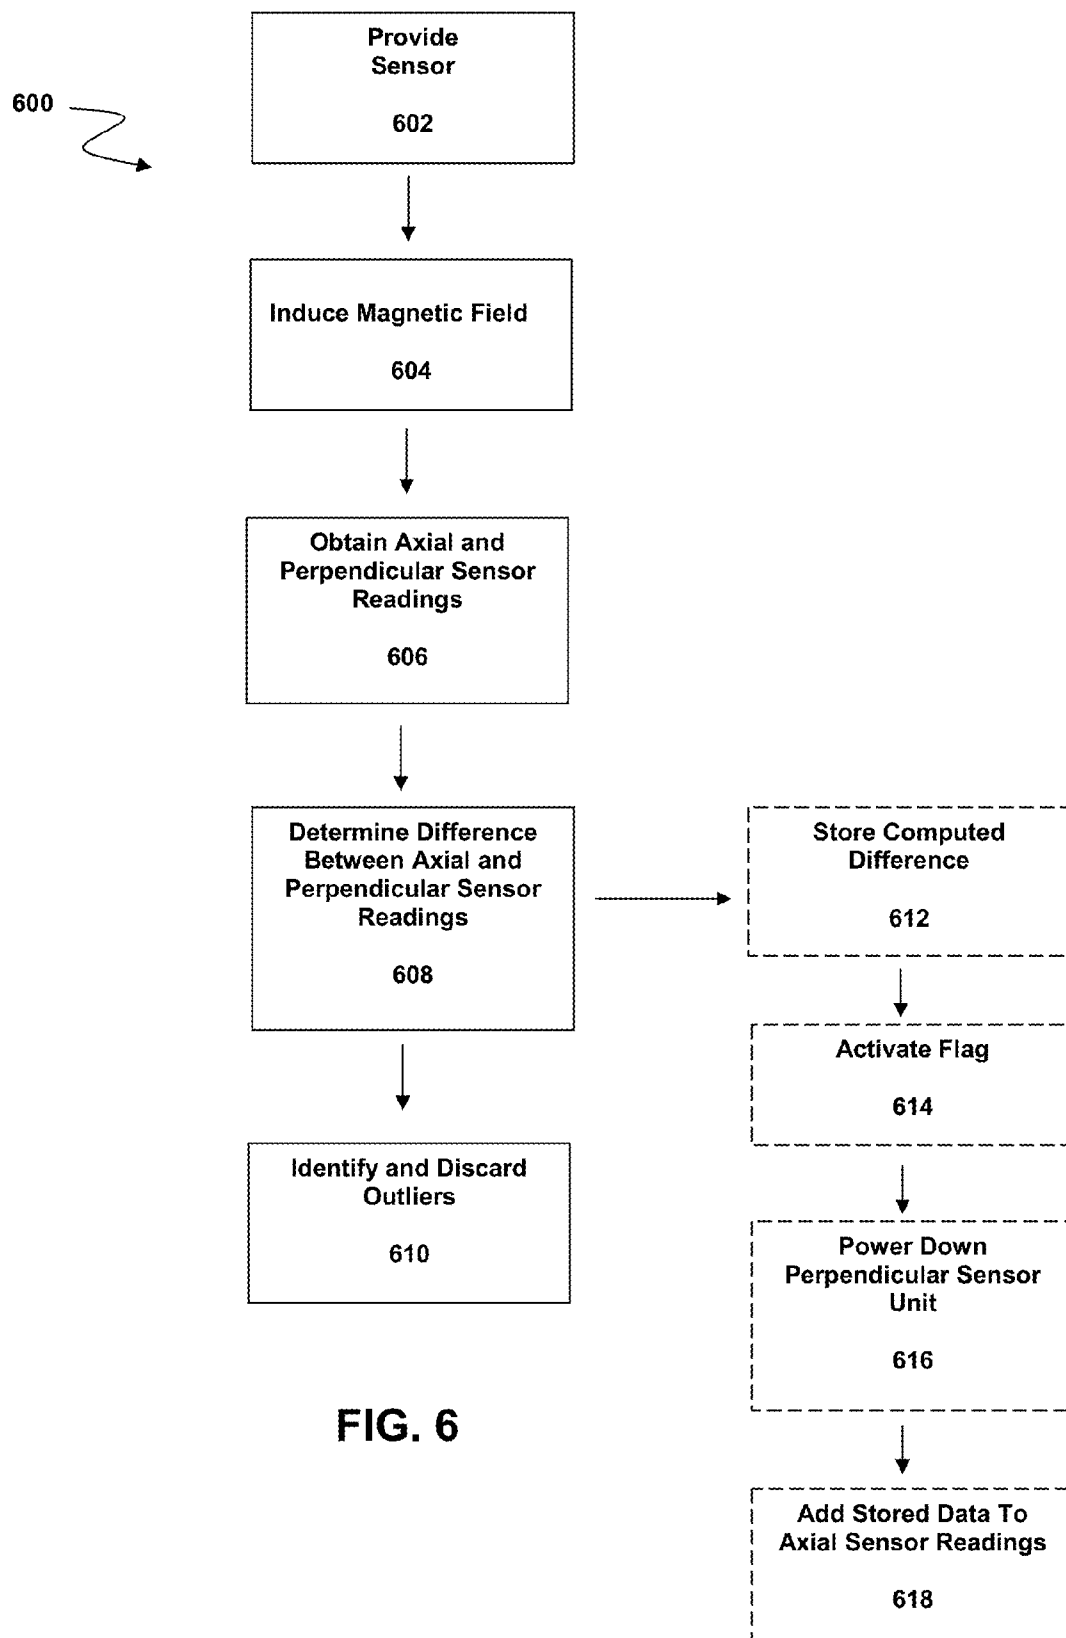 600
Provide
Sensor
602
Induce Magnetic Field
604
Obtain Axial and
Perpendicular Sensor
Readings
606
Determine Difference
Between Axial and
Perpendicular Sensor
Readings
608
Identify and Discard
Outliers
610
Store Computed
Difference
612
Activate Flag
614
Power Down
Perpendicular Sensor
Unit
616
Add Stored Data To
Axial Sensor Readings
618
FIG. 6